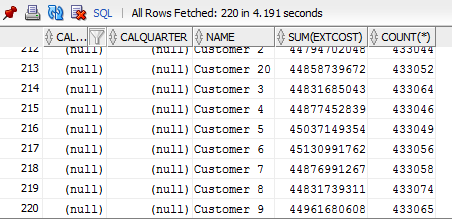 SQL | All Rows Fetched: 220 in 4.191 seconds
CAL... CALQUARTER NAME SUM(EXTCOST) COUNT(*)
212 (null) (null) Customer 2 44794702048 433044
213 (null) (null) Customer 20 44858739672 433052
214 (null) (null) Customer 3 44831685043 433064
215 (null) (null) Customer 4 44877452839 433046
216 (null) (null) Customer 5 45037149354 433049
217 (null) (null) Customer 6 45130991762 433056
218 (null) (null) Customer 7 44876991267 433058
219 (null) (null) Customer 8 44831739311 433074
220 (null) (null) Customer 9 44961680608 433065